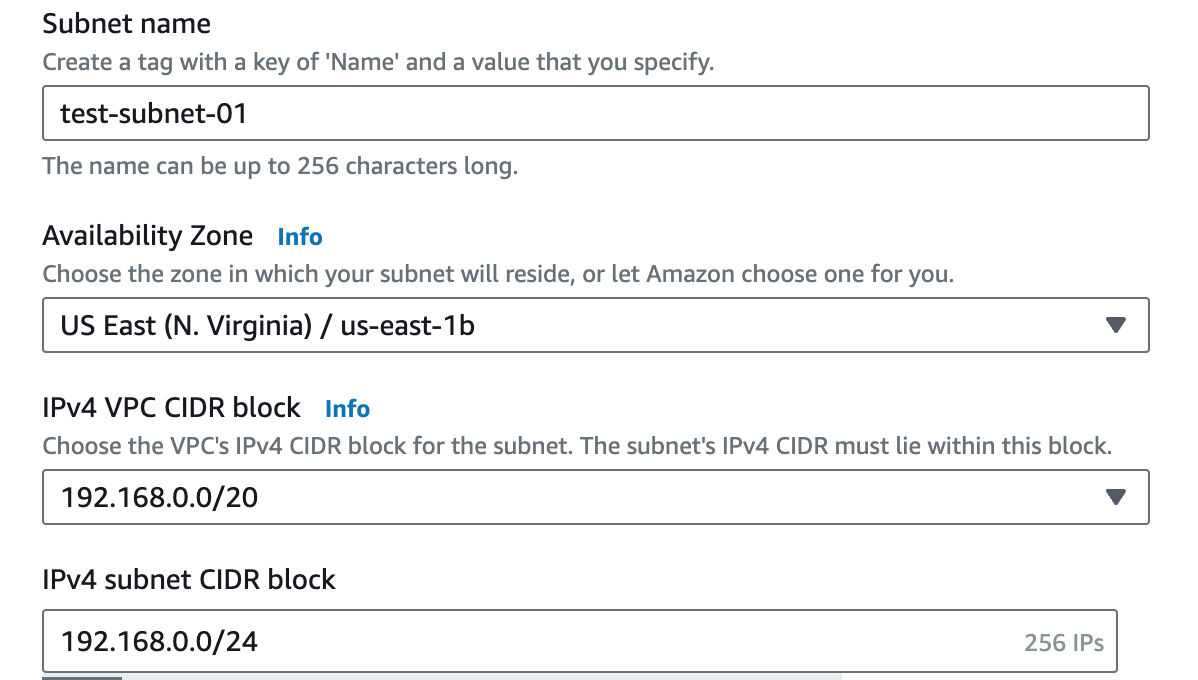 Subnet name
Create a tag with a key of 'Name' and a value that you specify.
test-subnet-01
The name can be up to 256 characters long.
Availability Zone Info
Choose the zone in which your subnet will reside, or let Amazon choose one for you.
US East (N. Virginia) / us-east-1b
IPv4 VPC CIDR block Info
Choose the VPC's IPv4 CIDR block for the subnet. The subnet's IPv4 CIDR must lie within this block.
192.168.0.0/20
IPv4 subnet CIDR block
192.168.0.0/24 256 IPs